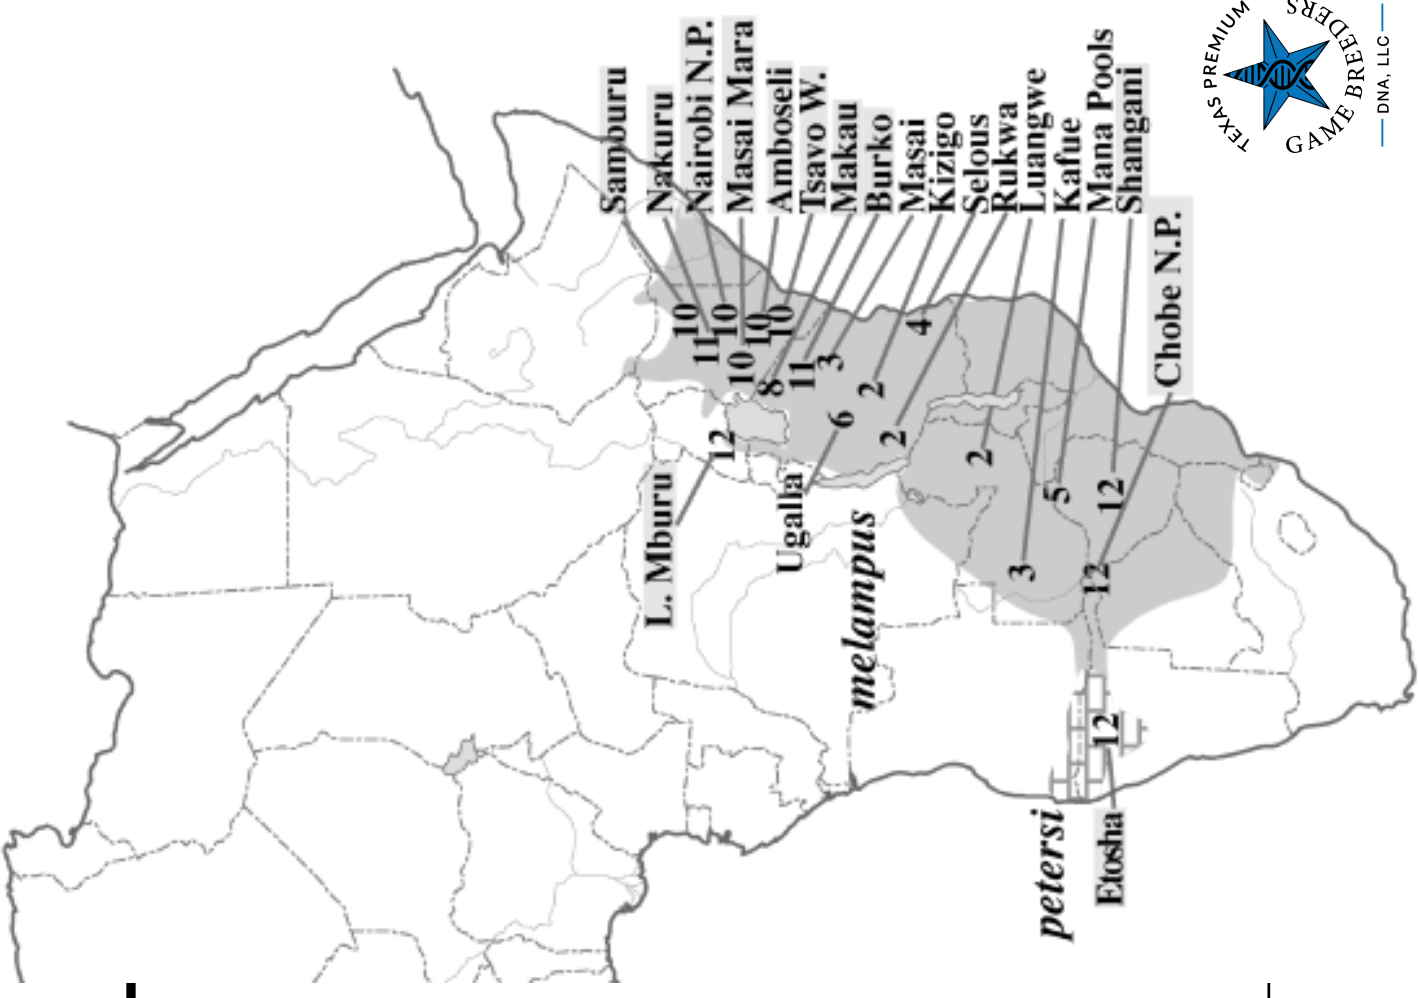 Samburu
Nakuru
Nairobi N.P.
Masai Mara
Amboseli
Tsavo W.
Makau
Burko
Masai
Kizigo
Selous
Rukwa
Luangwe
Kafue
Mana Pools
Shangani
Chobe N.P.
10
11
10
10
10
10
8
11
3
2
4
2
2
3
5
12
12
L. Mburu
12
Ugalla
6
melampus
petersi
Etosha
12
TEXAS PREMIUM
GAME BREEDERS
DNA, LLC